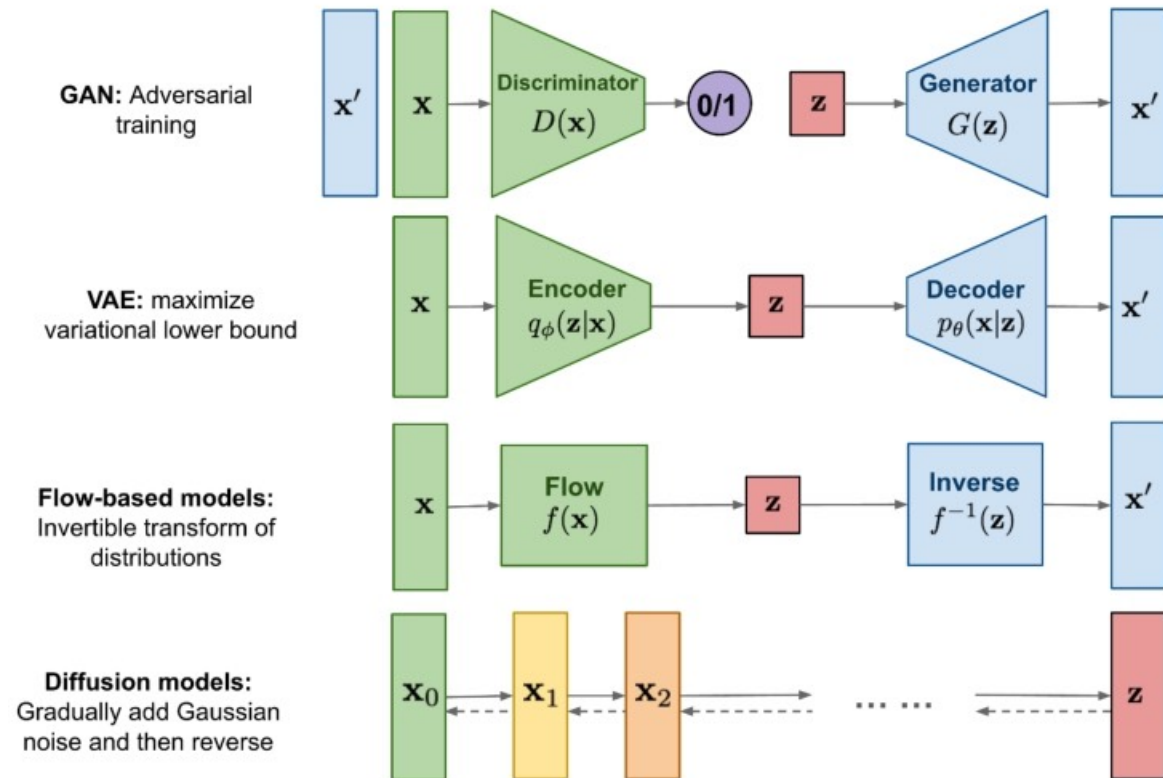 GAN: Adversarial
training
x′
x
Discriminator
D(x)
0/1
z
Generator
G(z)
x′
VAE: maximize
variational lower bound
x
Encoder
qϕ(z|x)
z
Decoder
pθ(x|z)
x′
Flow-based models:
Invertible transform of
distributions
x
Flow
f(x)
z
Inverse
f⁻¹(z)
x′
Diffusion models:
Gradually add Gaussian
noise and then reverse
x₀
x₁
x₂
... ...
z